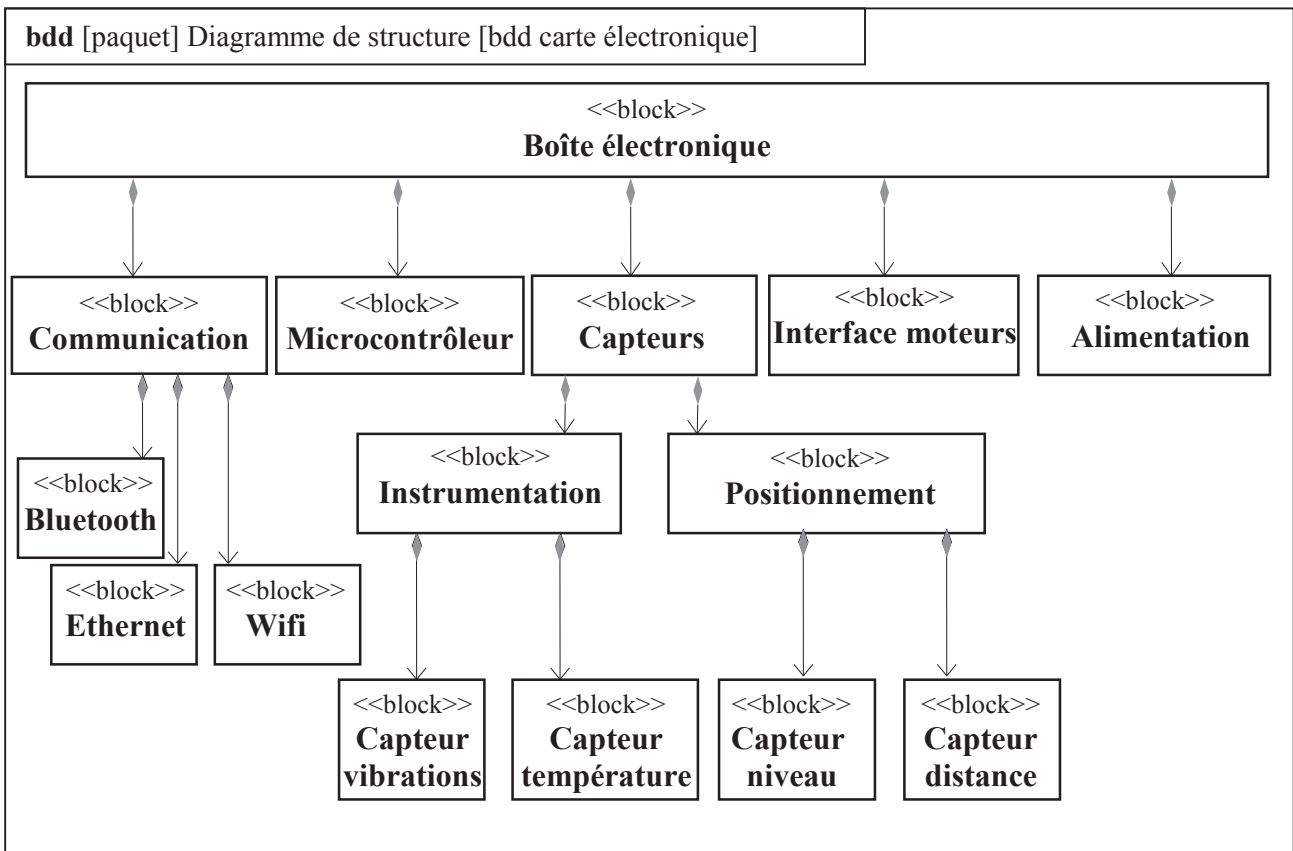 bdd [paquet] Diagramme de structure [bdd carte électronique]
<<block>>
Boîte électronique
<<block>>
Communication
<<block>>
Microcontrôleur
<<block>>
Capteurs
<<block>>
Interface moteurs
<<block>>
Alimentation
<<block>>
Bluetooth
<<block>>
Ethernet
<<block>>
Wifi
<<block>>
Instrumentation
<<block>>
Positionnement
<<block>>
Capteur
vibrations
<<block>>
Capteur
température
<<block>>
Capteur
niveau
<<block>>
Capteur
distance